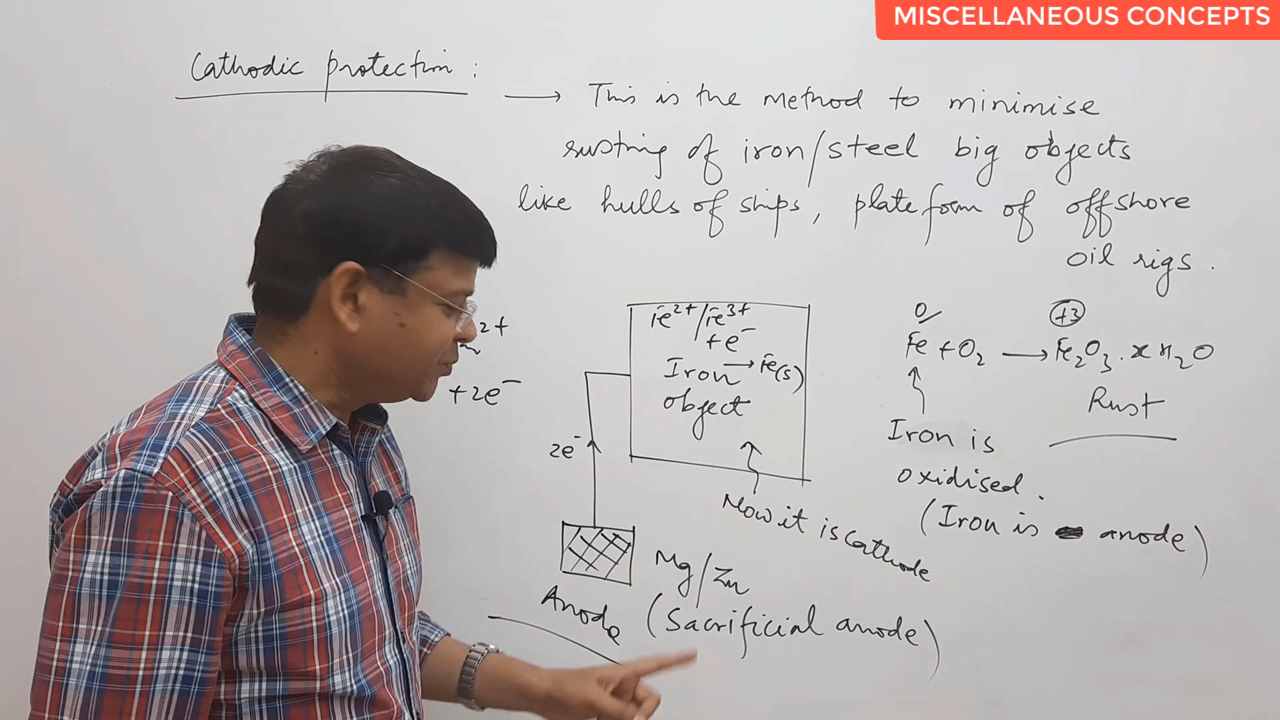 MISCELLANEOUS CONCEPTS
Cathodic protection :
→ This is the method to minimise
rusting of iron/steel big objects
like hulls of ships, plateform of offshore
oil rigs.
2+
+2e⁻
Fe²⁺/Fe³⁺
+e⁻
→ Fe(s)
Iron
object
2e⁻
Now it is cathode
Mg/Zn
Anode (Sacrificial anode)
0 +3
Fe + O₂ → Fe₂O₃.xH₂O
Rust
Iron is
oxidised.
(Iron is anode)